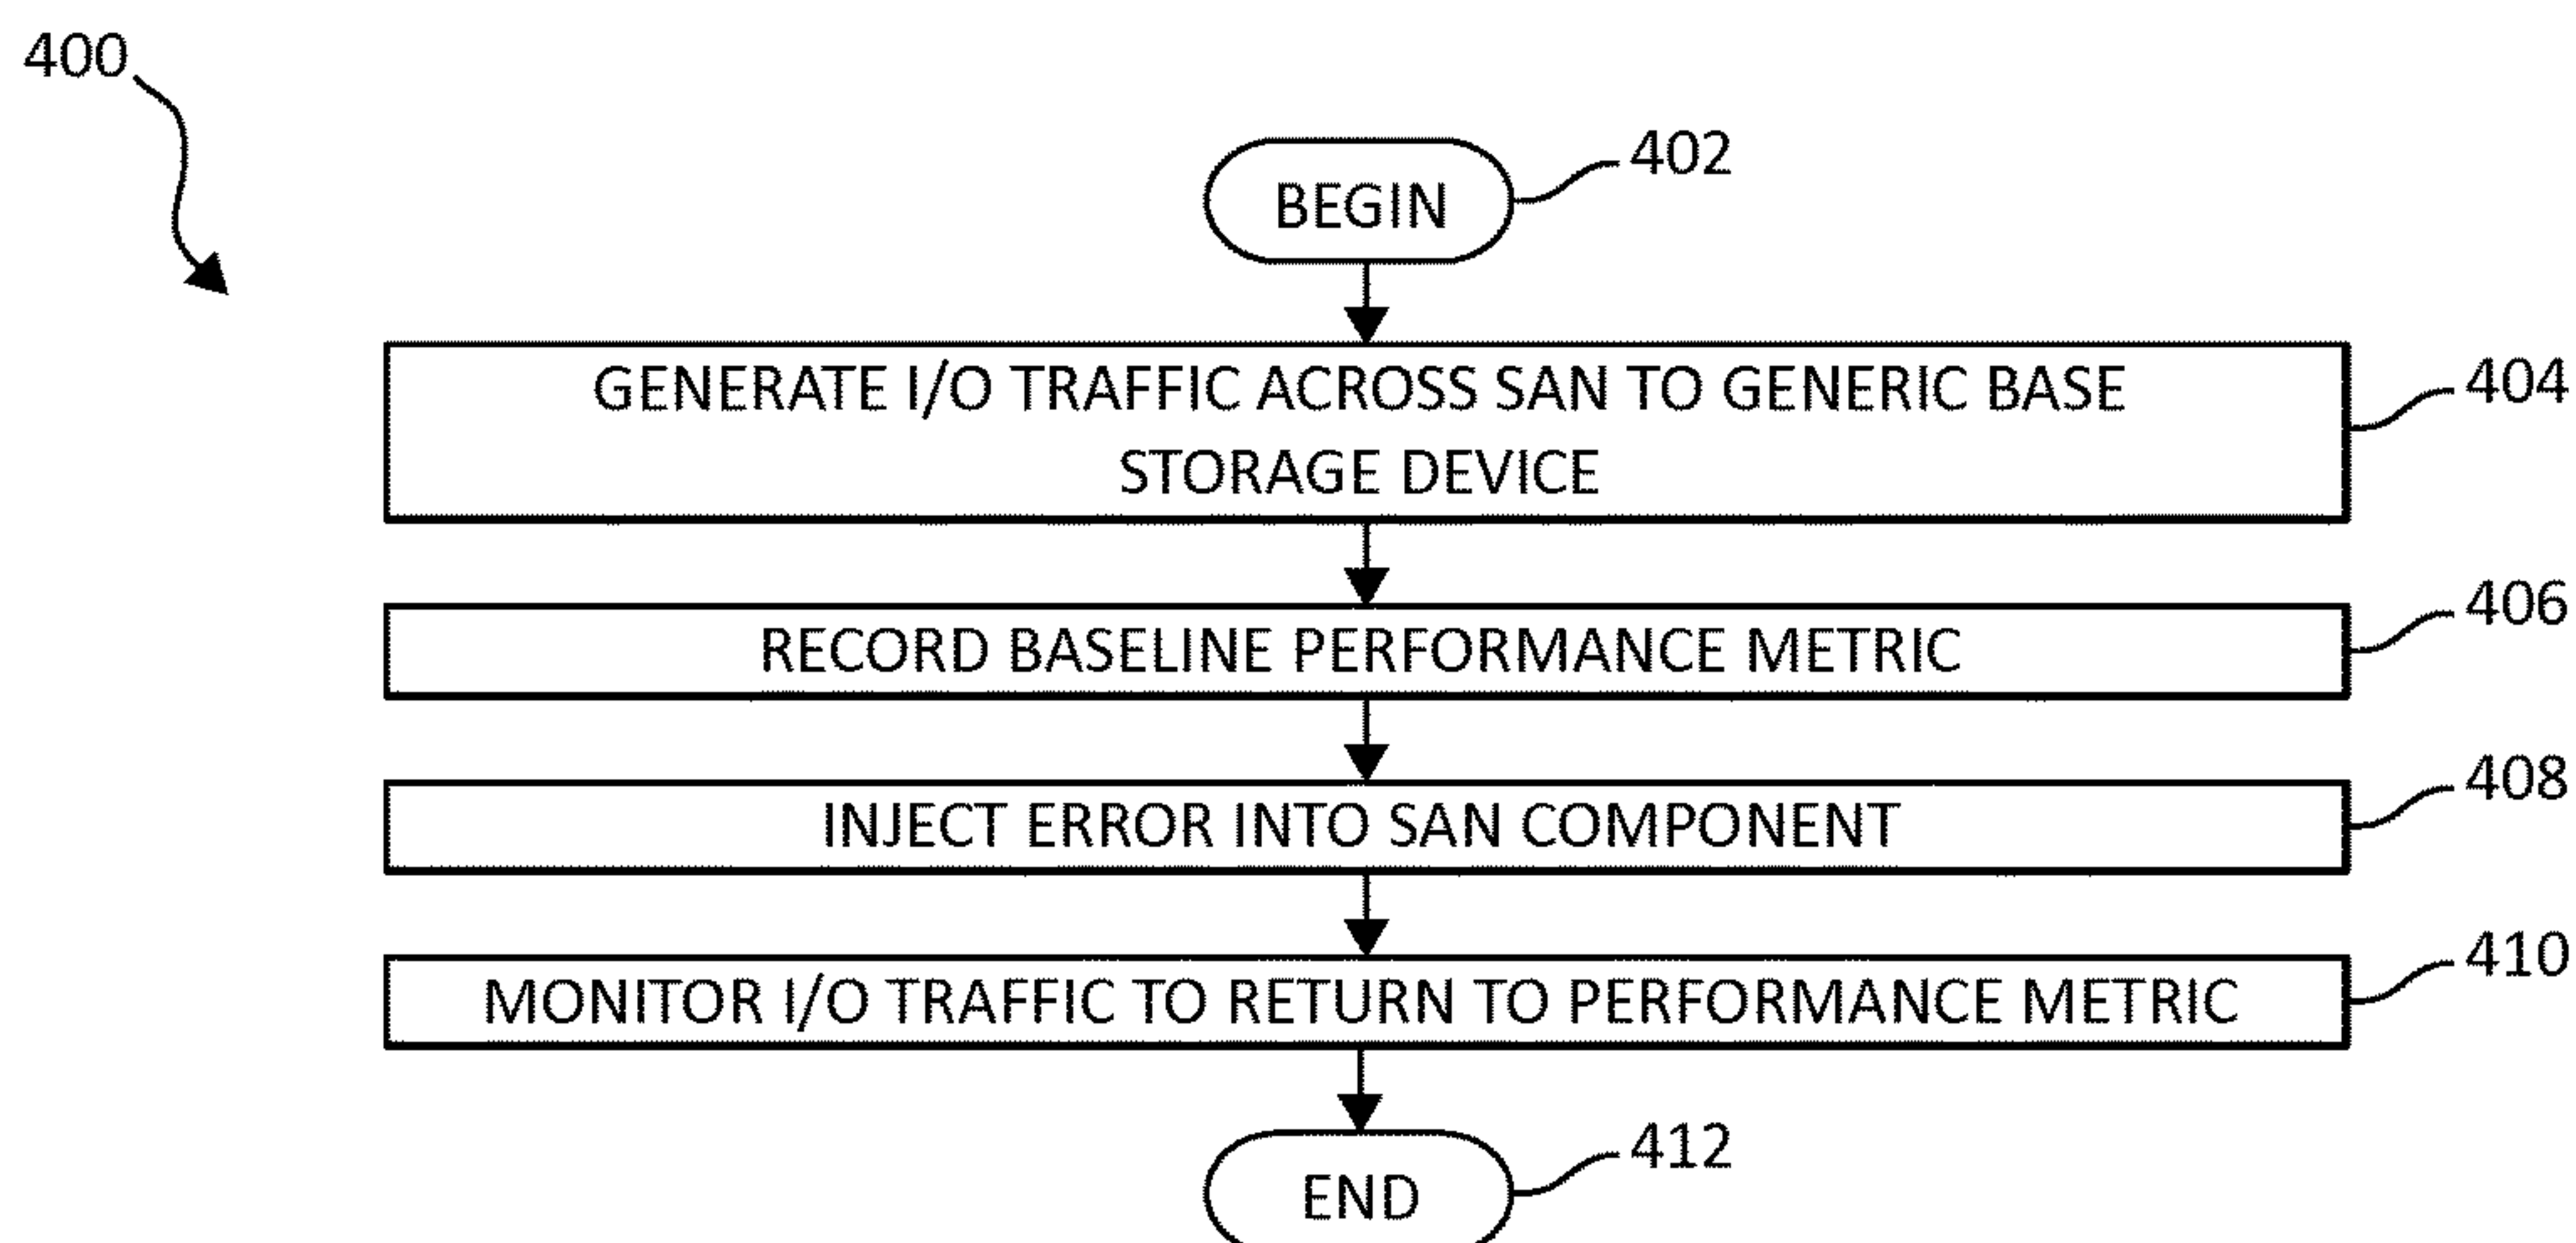 400
BEGIN
402
GENERATE I/O TRAFFIC ACROSS SAN TO GENERIC BASE
STORAGE DEVICE
404
RECORD BASELINE PERFORMANCE METRIC
406
INJECT ERROR INTO SAN COMPONENT
408
MONITOR I/O TRAFFIC TO RETURN TO PERFORMANCE METRIC
410
END
412